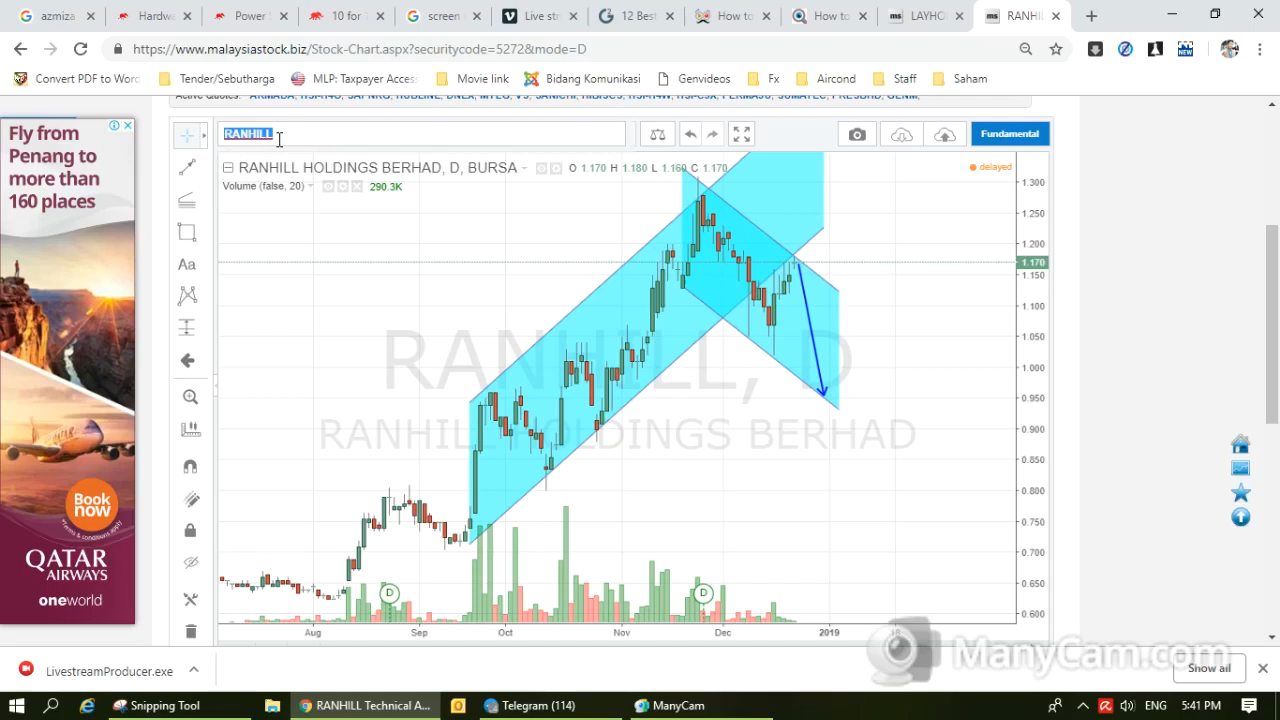 azmiza
Hardw
Power S
10 for T
screen
Live stre
12 Best
How to
How to
LAYHO
RANHIL
https://www.malaysiastock.biz/Stock-Chart.aspx?securitycode=5272&mode=D
Convert PDF to Word
Tender/Sebutharga
MLP: Taxpayer Acces
Movie link
Bidang Komunikasi
Genvideos
Fx
Aircond
Staff
Saham
Fly from
Penang to
more than
160 places
Book
now
QATAR
AIRWAYS
oneworld
RANHILL
Fundamental
RANHILL HOLDINGS BERHAD, D, BURSA
O 1.170 H 1.180 L 1.160 C 1.170
delayed
Volume (false, 20)
290.3K
Aa
RANHILL, D
RANHILL HOLDINGS BERHAD
1.300
1.250
1.200
1.170
1.150
1.100
1.050
1.000
0.950
0.900
0.850
0.800
0.750
0.700
0.650
0.600
D
D
Aug
Sep
Oct
Nov
Dec
2019
ManyCam.com
LivestreamProducer.exe
Show all
Snipping Tool
RANHILL Technical A...
Telegram (114)
ManyCam
ENG
5:41 PM